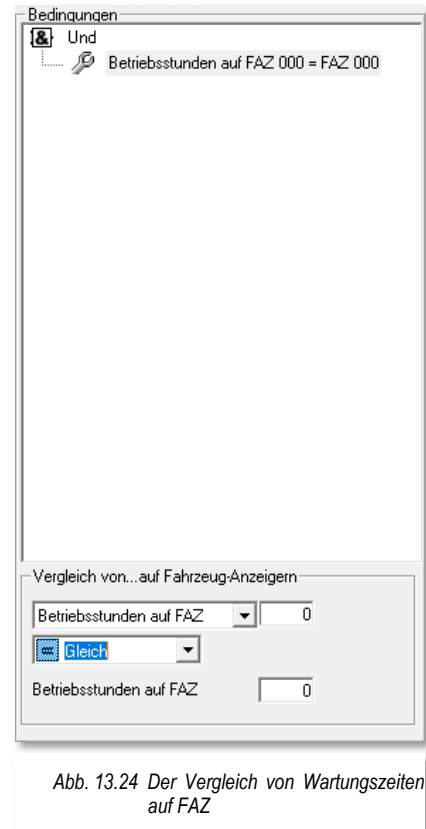 Bedingungen
& Und
Betriebsstunden auf FAZ 000 = FAZ 000
Vergleich von...auf Fahrzeug-Anzeigern
Betriebsstunden auf FAZ 0
= Gleich
Betriebsstunden auf FAZ 0
Abb. 13.24 Der Vergleich von Wartungszeiten
auf FAZ